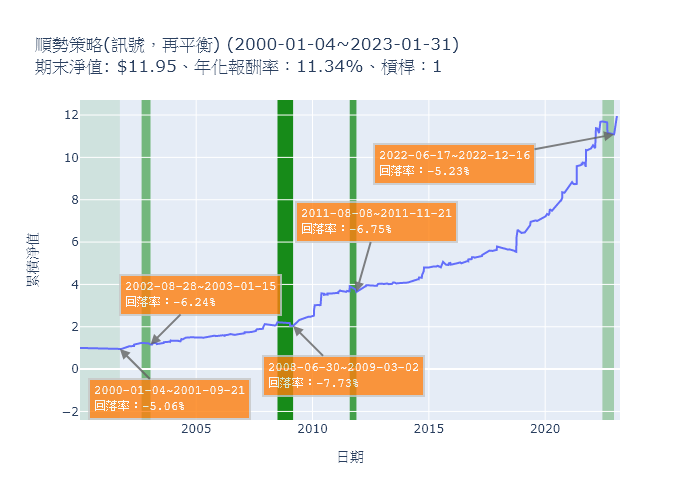 順勢策略(訊號，再平衡) (2000-01-04~2023-01-31)
期末淨值: $11.95、年化報酬率：11.34%、槓桿：1
12
10
8
6
4
2
0
−2
累積淨值
2022-06-17~2022-12-16
回落率：-5.23%
2011-08-08~2011-11-21
回落率：-6.75%
2002-08-28~2003-01-15
回落率：-6.24%
2008-06-30~2009-03-02
回落率：-7.73%
2000-01-04~2001-09-21
回落率：-5.06%
2005
2010
2015
2020
日期